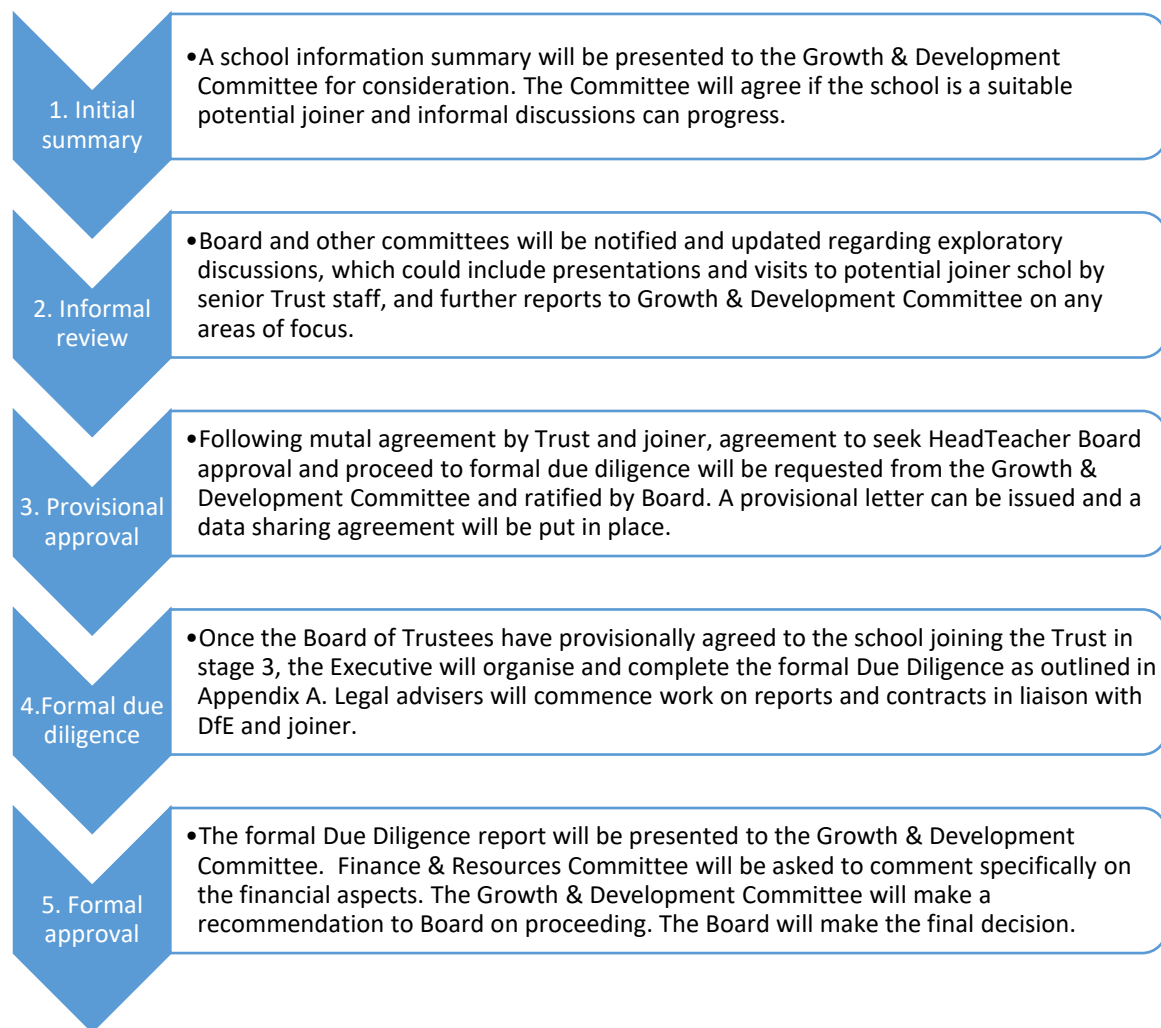 1. Initial
summary
•A school information summary will be presented to the Growth & Development
Committee for consideration. The Committee will agree if the school is a suitable
potential joiner and informal discussions can progress.
2. Informal
review
•Board and other committees will be notified and updated regarding exploratory
discussions, which could include presentations and visits to potential joiner schol by
senior Trust staff, and further reports to Growth & Development Committee on any
areas of focus.
3. Provisional
approval
•Following mutal agreement by Trust and joiner, agreement to seek HeadTeacher Board
approval and proceed to formal due diligence will be requested from the Growth &
Development Committee and ratified by Board. A provisional letter can be issued and a
data sharing agreement will be put in place.
4.Formal due
diligence
•Once the Board of Trustees have provisionally agreed to the school joining the Trust in
stage 3, the Executive will organise and complete the formal Due Diligence as outlined in
Appendix A. Legal advisers will commence work on reports and contracts in liaison with
DfE and joiner.
5. Formal
approval
•The formal Due Diligence report will be presented to the Growth & Development
Committee.  Finance & Resources Committee will be asked to comment specifically on
the financial aspects. The Growth & Development Committee will make a
recommendation to Board on proceeding. The Board will make the final decision.